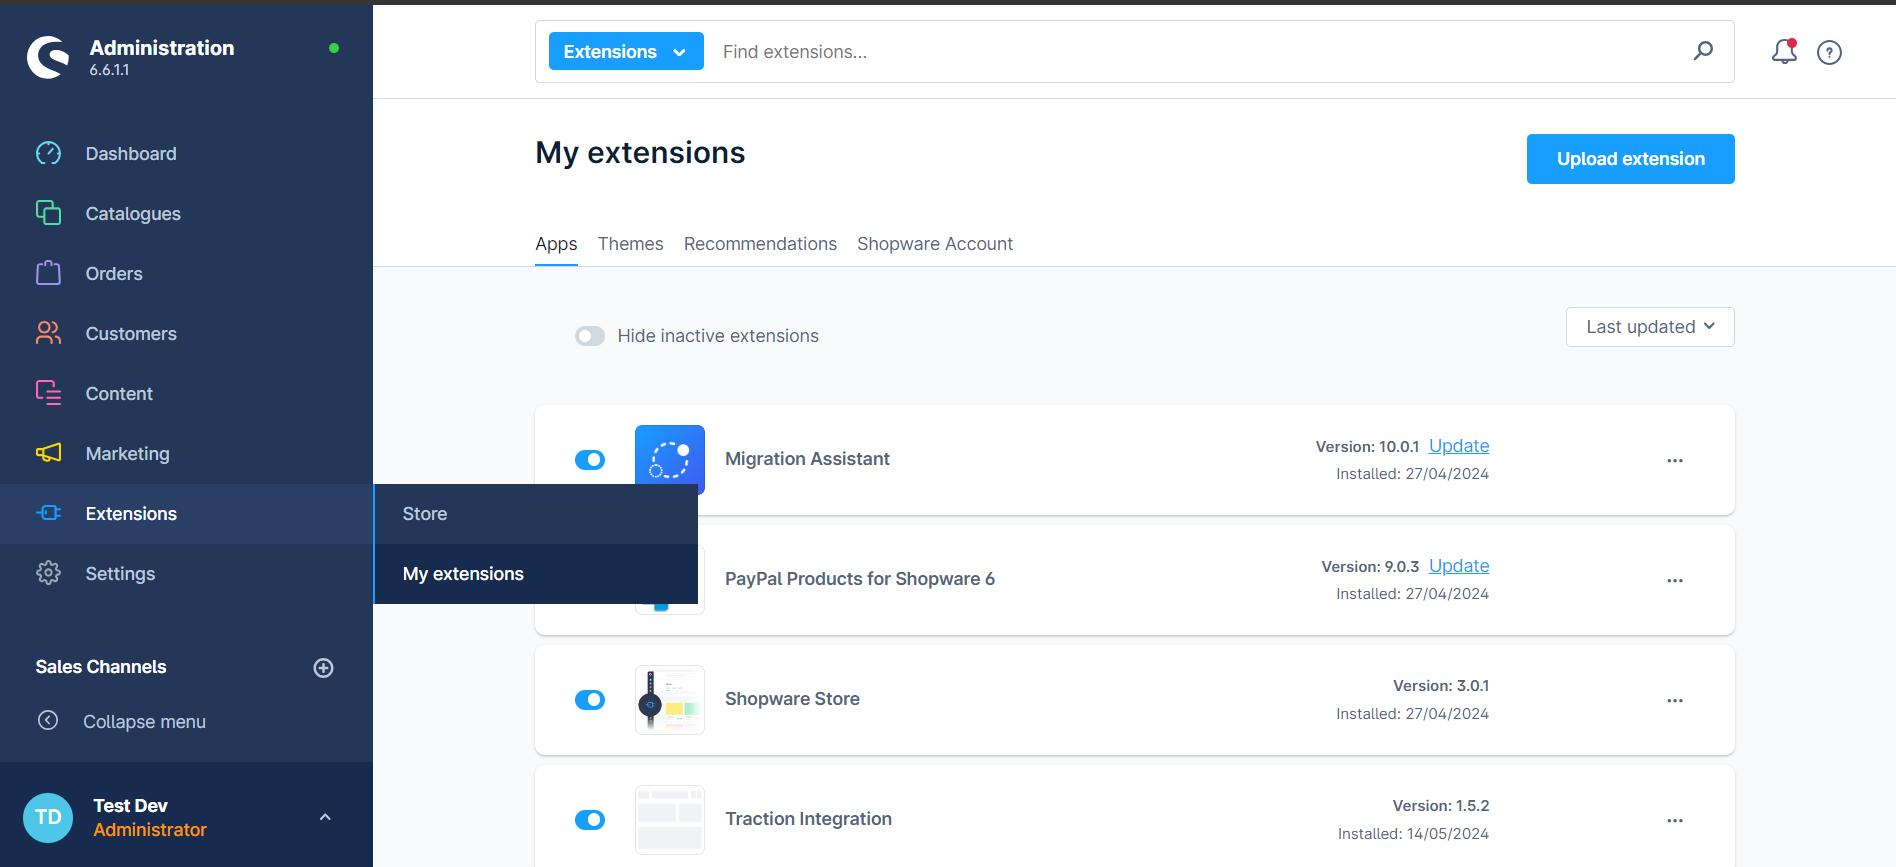 Administration
6.6.1.1
Dashboard
Catalogues
Orders
Customers
Content
Marketing
Extensions
Settings
Sales Channels
Collapse menu
TD
Test Dev
Administrator
Store
My extensions
Extensions
Find extensions...
My extensions
Upload extension
Apps Themes Recommendations Shopware Account
Hide inactive extensions
Last updated
Migration Assistant
Version: 10.0.1 Update
Installed: 27/04/2024
PayPal Products for Shopware 6
Version: 9.0.3 Update
Installed: 27/04/2024
Shopware Store
Version: 3.0.1
Installed: 27/04/2024
Traction Integration
Version: 1.5.2
Installed: 14/05/2024